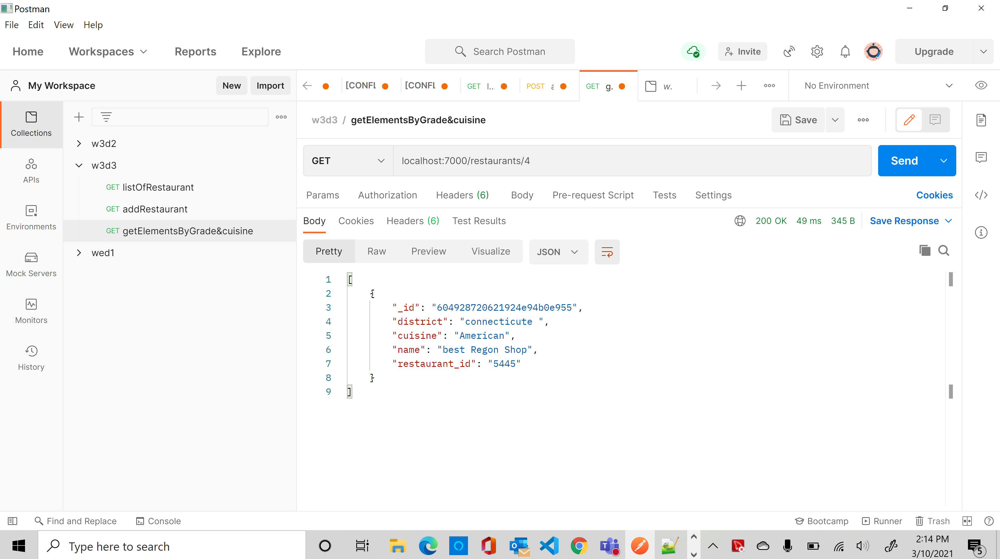 Postman
File Edit View Help
Home Workspaces Reports Explore Search Postman Invite Upgrade
My Workspace New Import [CONFL [CONFL GET l... POST a GET g. w. No Environment
Collections
APIs
Environments
Mock Servers
Monitors
History
w3d2
w3d3
GET listOfRestaurant
GET addRestaurant
GET getElementsByGrade&cuisine
wed1
w3d3 / getElementsByGrade&cuisine Save
GET localhost:7000/restaurants/4 Send
Params Authorization Headers (6) Body Pre-request Script Tests Settings Cookies
Body Cookies Headers (6) Test Results 200 OK 49 ms 345 B Save Response
Pretty Raw Preview Visualize JSON
1 [
2 {
3 "_id": "604928720621924e94b0e955",
4 "district": "connecticute ",
5 "cuisine": "American",
6 "name": "best Regon Shop",
7 "restaurant_id": "5445"
8 }
9 ]
Find and Replace Console Bootcamp Runner Trash
Type here to search
2:14 PM
3/10/2021
5